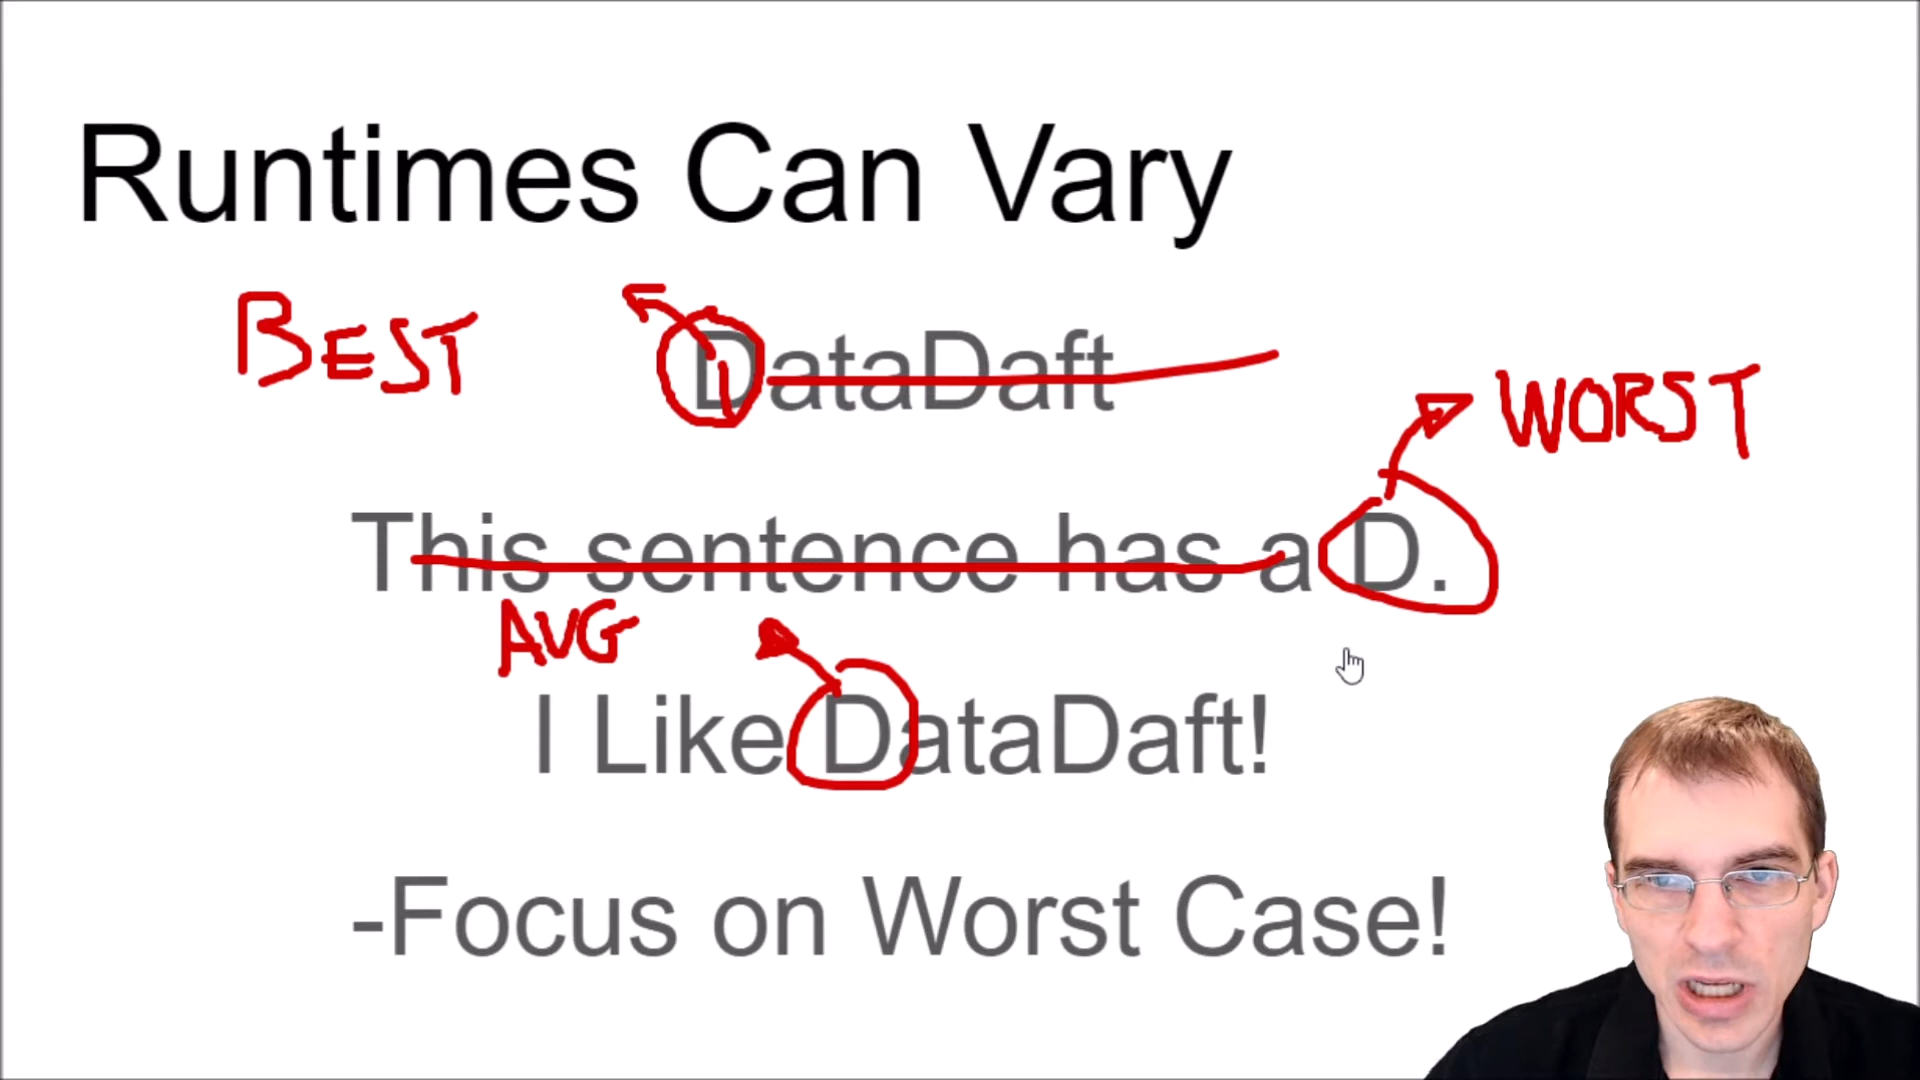 Runtimes Can Vary
BEST
DataDaft
WORST
This sentence has a D.
AVG
I Like DataDaft!
-Focus on Worst Case!